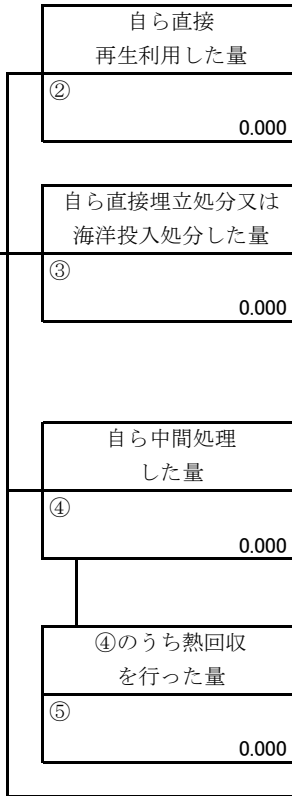 自ら直接
再生利用した量
②
0.000
自ら直接埋立処分又は
海洋投入処分した量
③
0.000
自ら中間処理
した量
④
0.000
④のうち熱回収
を行った量
⑤
0.000